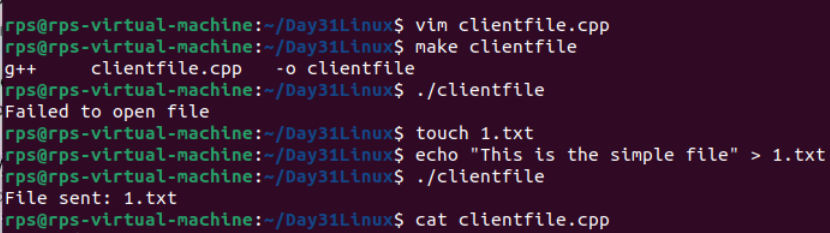 rps@rps-virtual-machine:~/Day31Linux$ vim clientfile.cpp
rps@rps-virtual-machine:~/Day31Linux$ make clientfile
g++     clientfile.cpp   -o clientfile
rps@rps-virtual-machine:~/Day31Linux$ ./clientfile
Failed to open file
rps@rps-virtual-machine:~/Day31Linux$ touch 1.txt
rps@rps-virtual-machine:~/Day31Linux$ echo "This is the simple file" > 1.txt
rps@rps-virtual-machine:~/Day31Linux$ ./clientfile
File sent: 1.txt
rps@rps-virtual-machine:~/Day31Linux$ cat clientfile.cpp